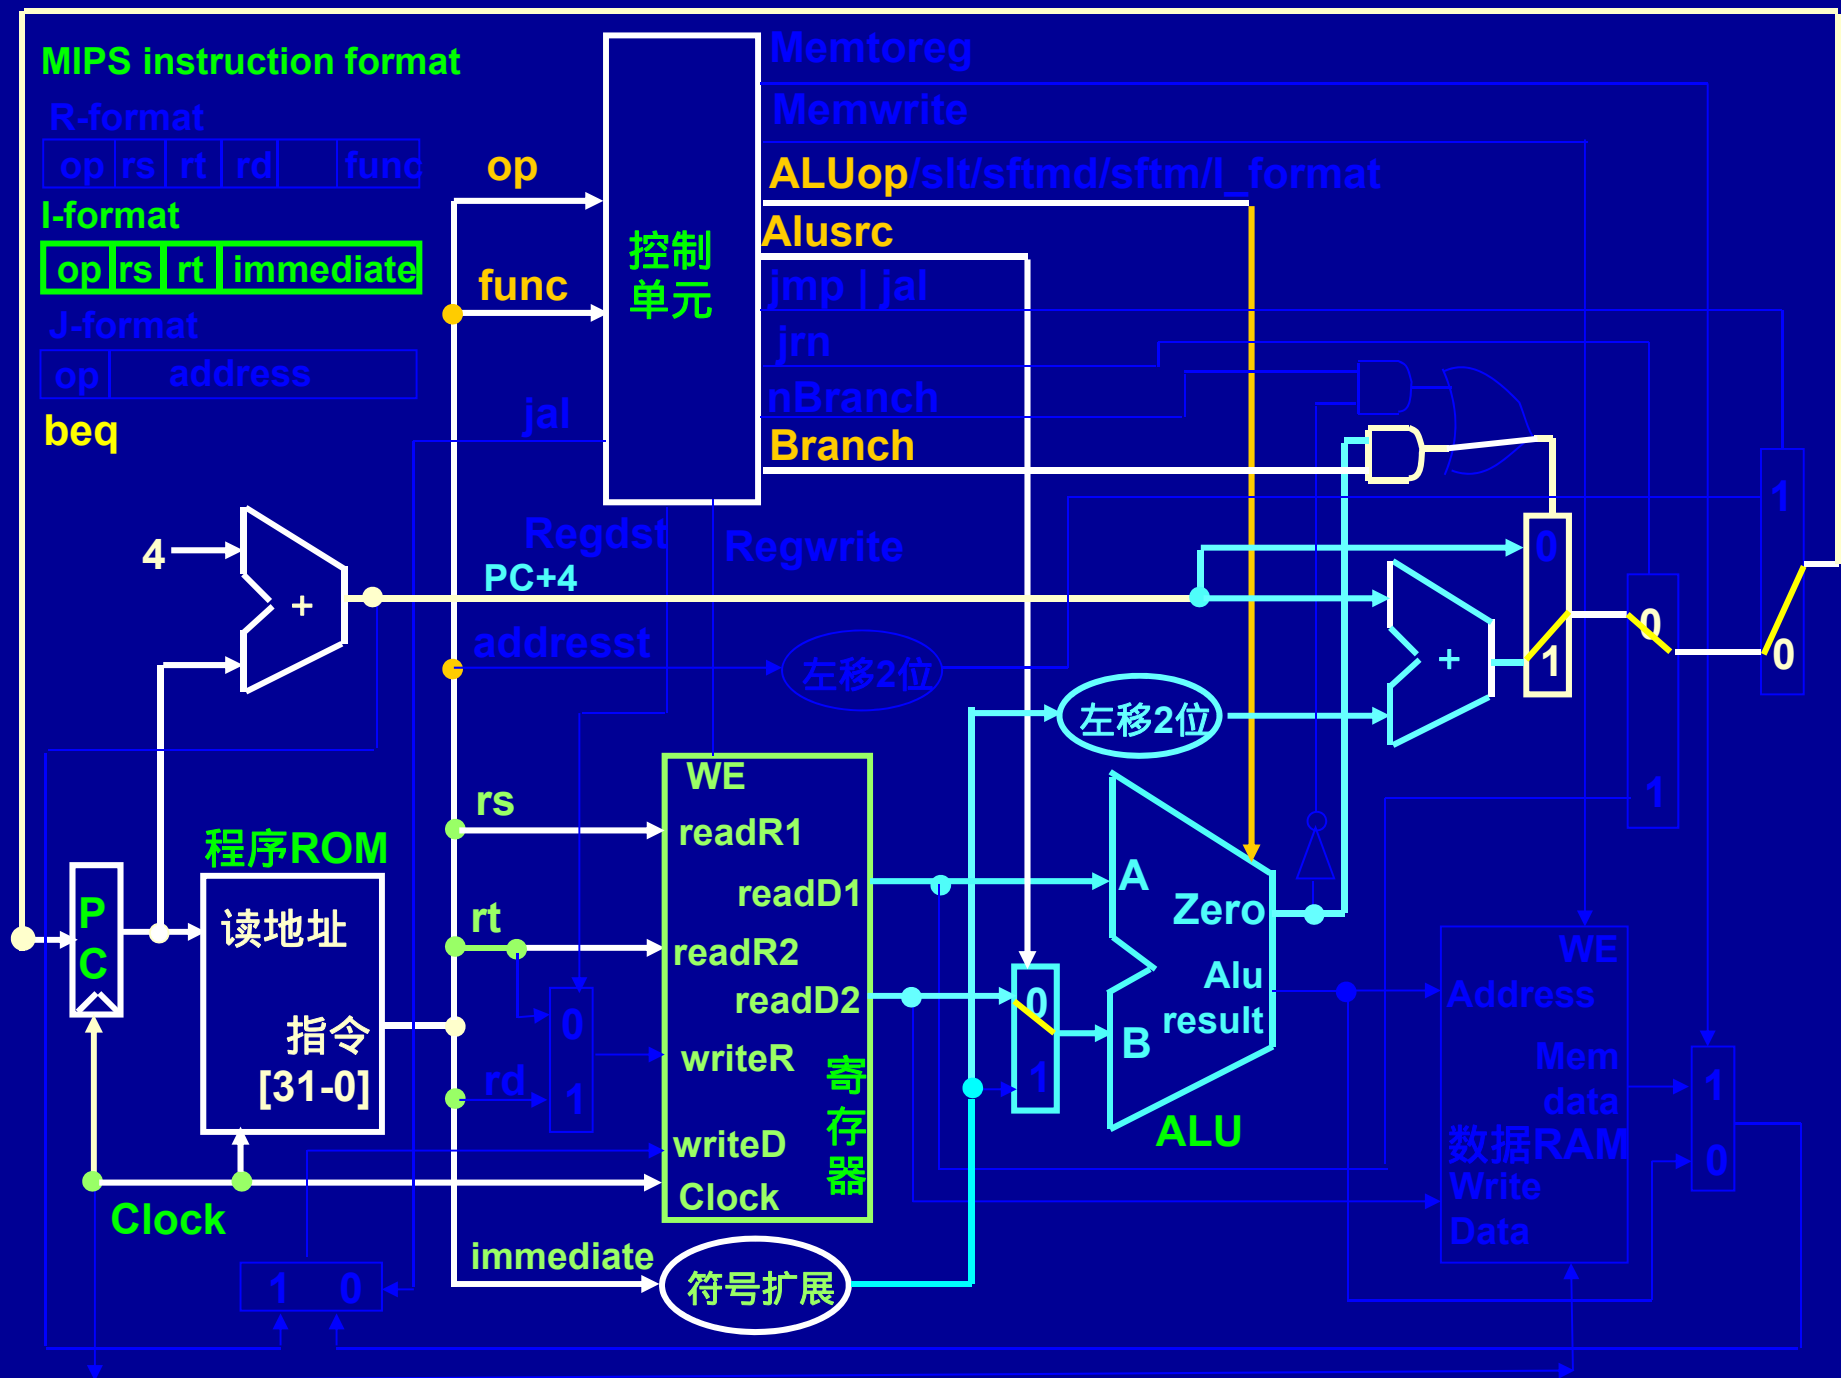 MIPS instruction format
R-format
op rs rt rd func
I-format
op rs rt immediate
J-format
op address
beq
op
func
jal
控制
单元
Memtoreg
Memwrite
ALUop/slt/sftmd/sftm/I_format
Alusrc
jmp | jal
jrn
nBranch
Branch
Regdst
Regwrite
4
+
PC+4
addresst
左移2位
左移2位
+
0
1
0
1
1
0
程序ROM
P
C
读地址
指令
[31-0]
Clock
rs
rt
rd
0
1
immediate
符号扩展
WE
readR1
readD1
readR2
readD2
writeR
writeD
Clock
寄
存
器
0
1
A
B
Zero
Alu
result
ALU
WE
Address
Mem
data
数据RAM
Write
Data
1
0
1 0